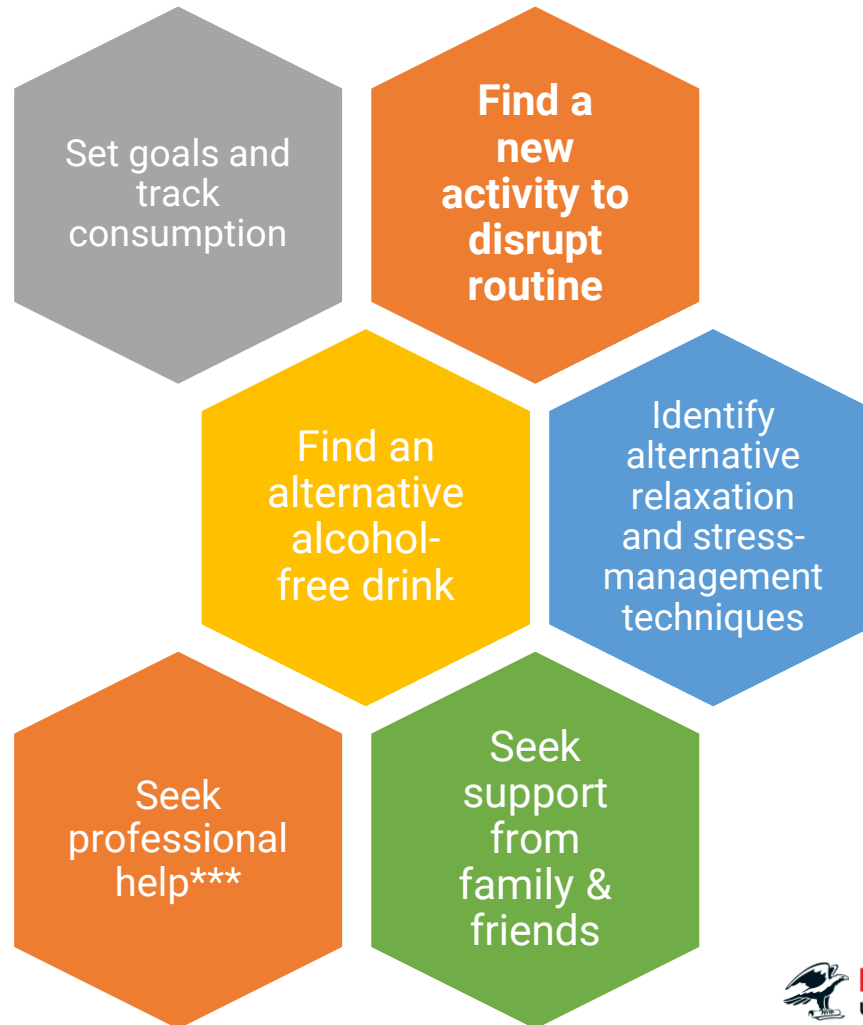 Set goals and
track
consumption
Find a
new
activity to
disrupt
routine
Find an
alternative
alcohol-
free drink
Identify
alternative
relaxation
and stress-
management
techniques
Seek
professional
help***
Seek
support
from
family &
friends